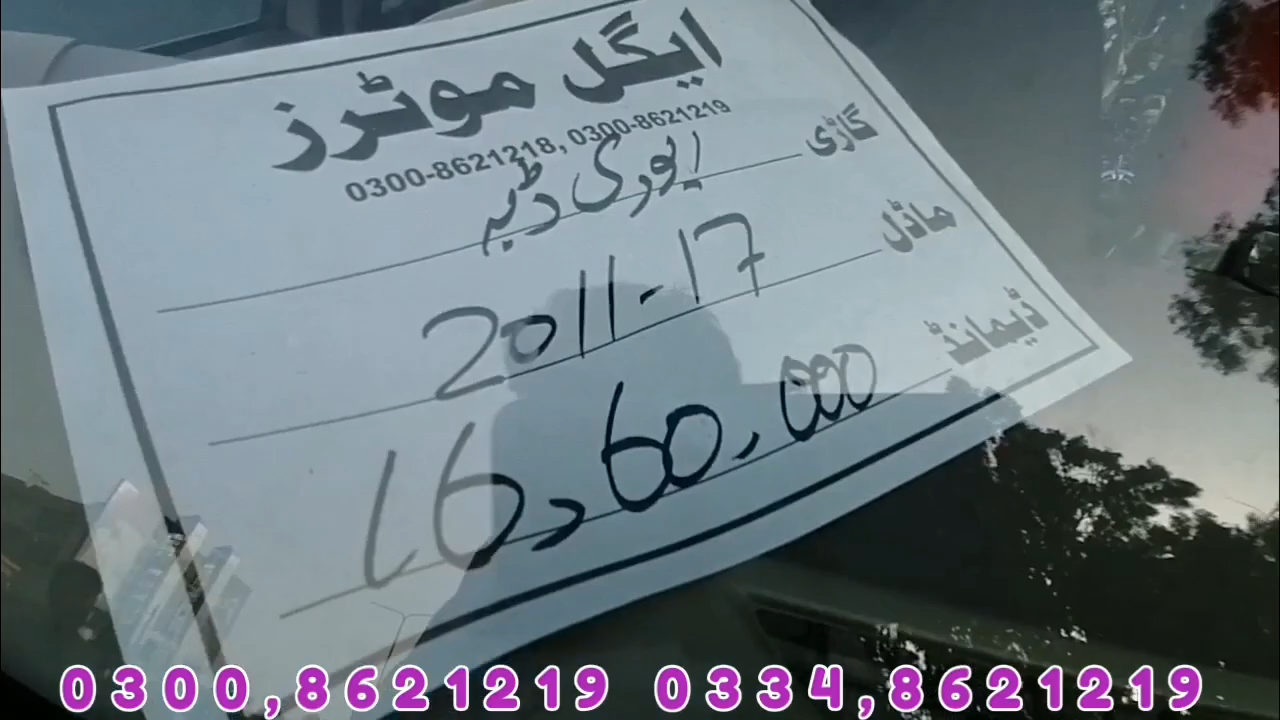 ایگل موٹرز
0300-8621218, 0300-8621219
گاڑی ایوری ڈبہ
ماڈل 2011-17
ڈیمانڈ 16,60,000
0300,8621219 0334,8621219